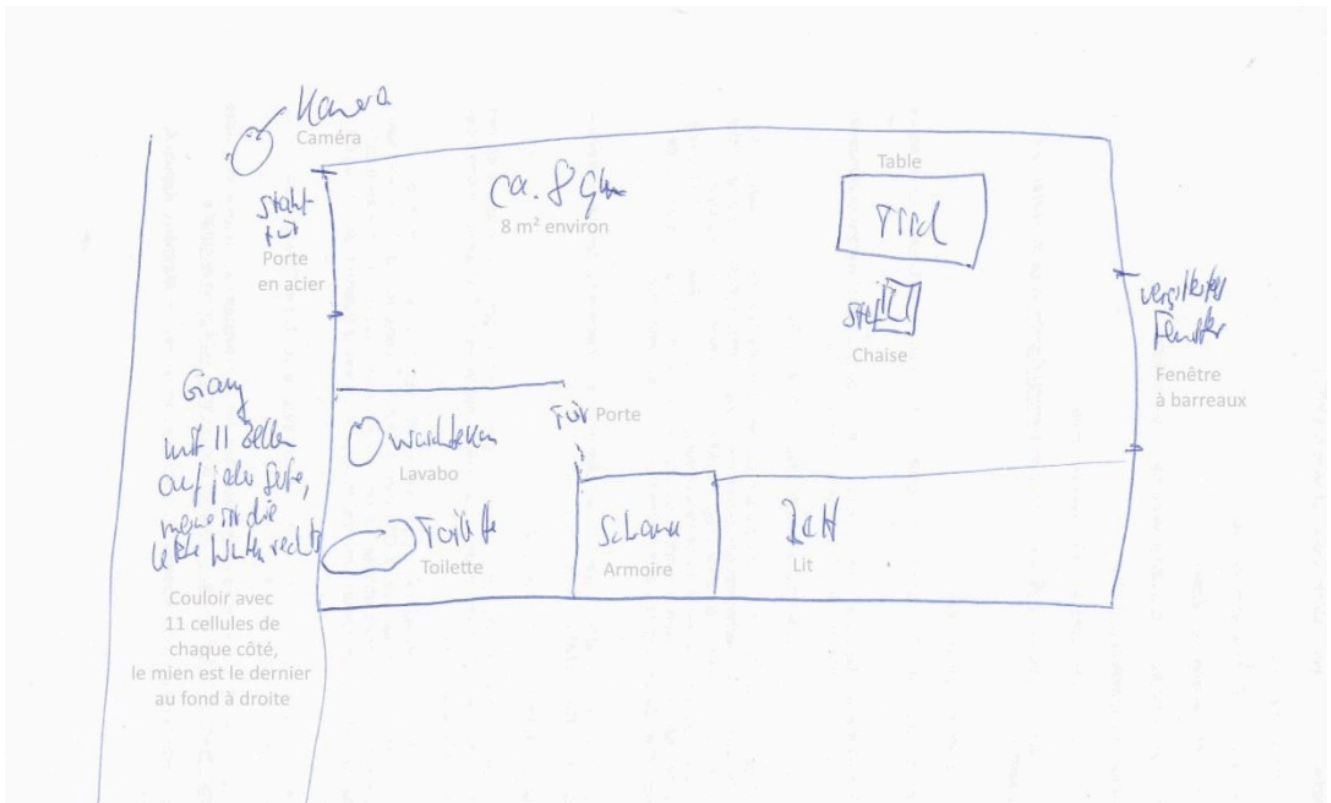 Kamera
Caméra
Stahl-
tür
Porte
en acier
ca. 8 qm
8 m² environ
Table
Tisch
Stuhl
Chaise
vergittertes
Fenster
Fenêtre
à barreaux
Gang
mit 11 Zellen
auf jeder Seite,
meine ist die
letzte hinten rechts
Couloir avec
11 cellules de
chaque côté,
le mien est le dernier
au fond à droite
Waschbecken
Lavabo
Tür
Porte
Toilette
Toilette
Schrank
Armoire
Bett
Lit